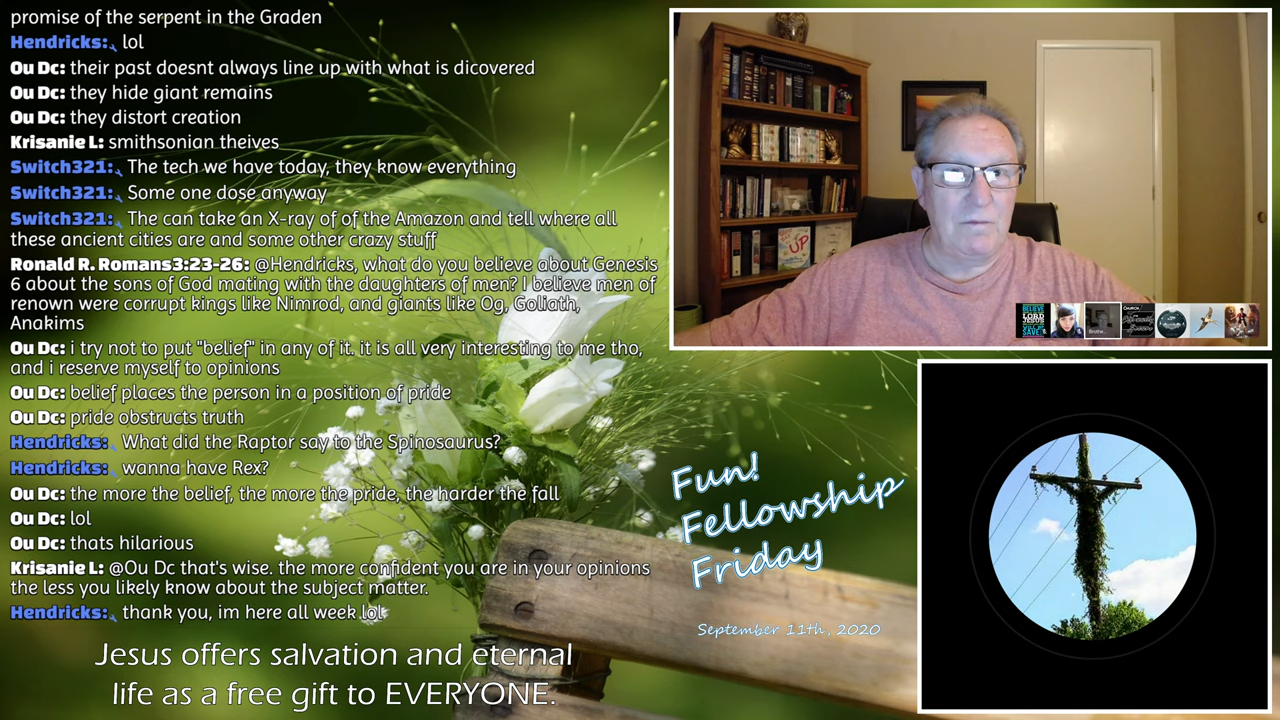 promise of the serpent in the Graden
Hendricks: lol
Ou Dc: their past doesnt always line up with what is dicovered
Ou Dc: they hide giant remains
Ou Dc: they distort creation
Krisanie L: smithsonian theives
Switch321: The tech we have today, they know everything
Switch321: Some one dose anyway
Switch321: The can take an X-ray of of the Amazon and tell where all
these ancient cities are and some other crazy stuff
Ronald R. Romans3:23-26: @Hendricks, what do you believe about Genesis
6 about the sons of God mating with the daughters of men? I believe men of
renown were corrupt kings like Nimrod, and giants like Og, Goliath,
Anakims
Ou Dc: i try not to put "belief" in any of it. it is all very interesting to me tho,
and i reserve myself to opinions
Ou Dc: belief places the person in a position of pride
Ou Dc: pride obstructs truth
Hendricks: What did the Raptor say to the Spinosaurus?
Hendricks: wanna have Rex?
Ou Dc: the more the belief, the more the pride, the harder the fall
Ou Dc: lol
Ou Dc: thats hilarious
Krisanie L: @Ou Dc that's wise. the more confident you are in your opinions
the less you likely know about the subject matter.
Hendricks: thank you, im here all week lol
Jesus offers salvation and eternal
life as a free gift to EVERYONE.
UP
BELIEVE
LORD
JESUS
SAVE
Brothe...
CHURCH
Fun!
Fellowship
Friday
September 11th, 2020